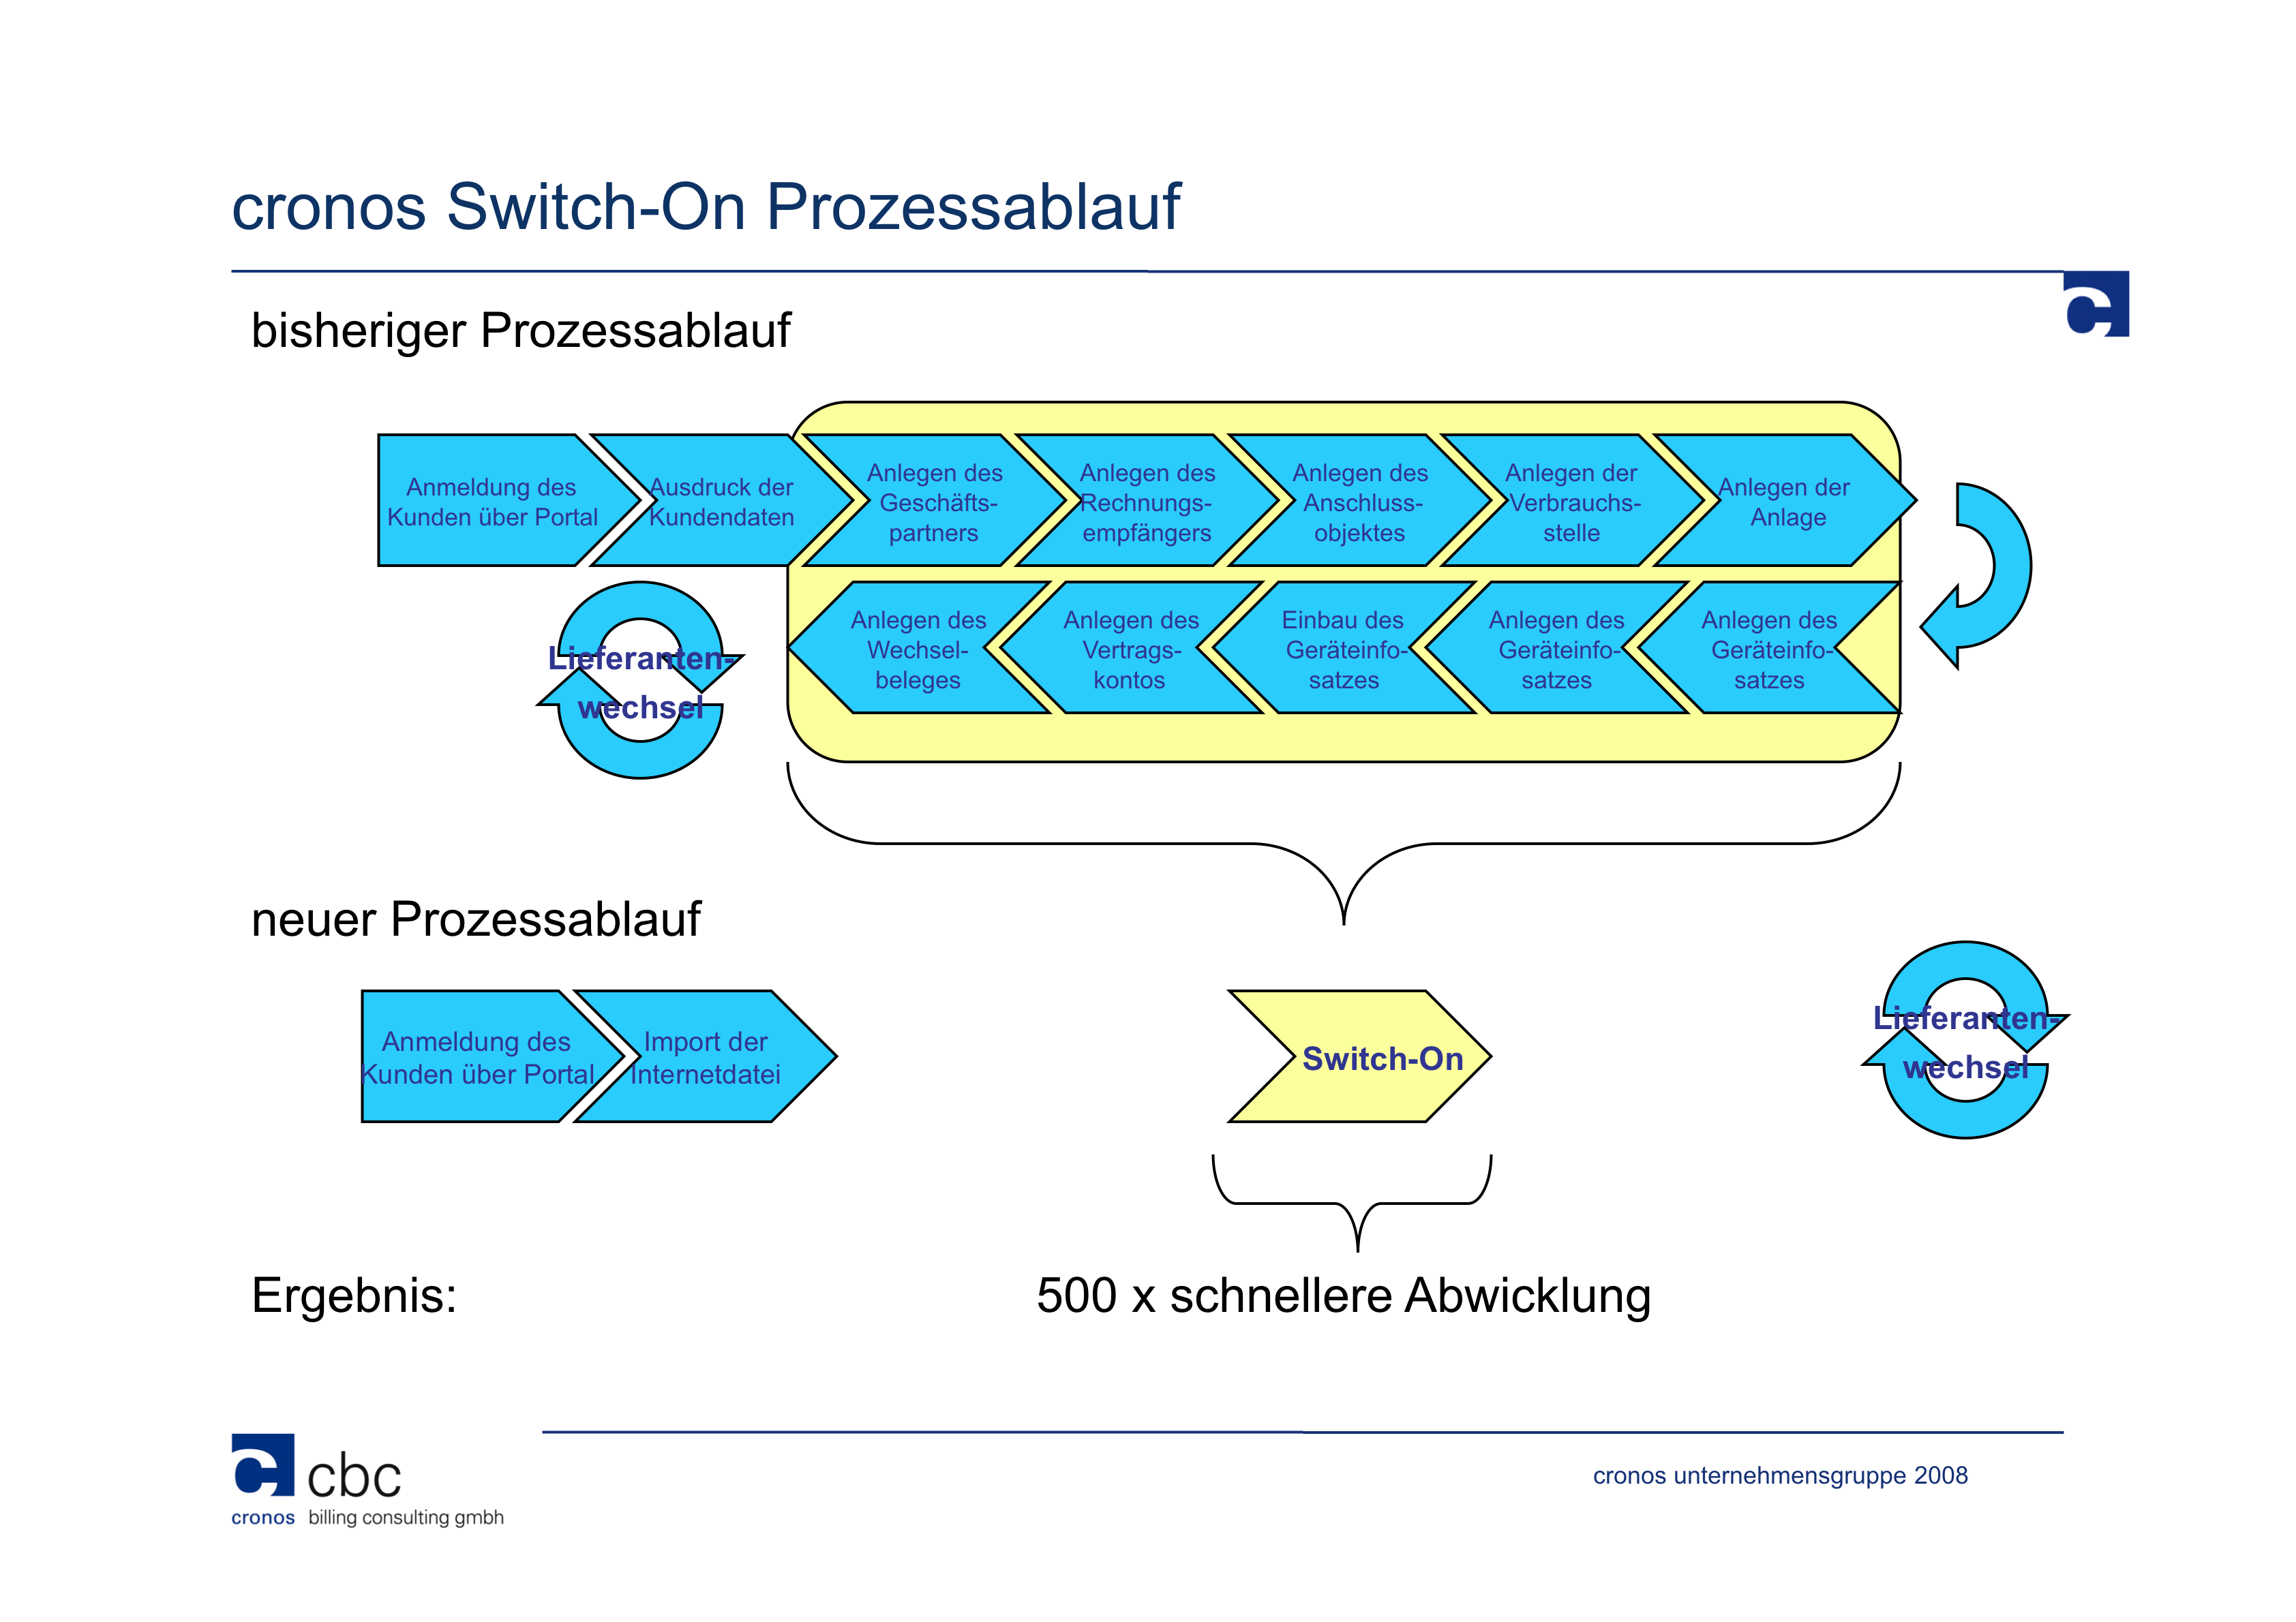 cronos Switch-On Prozessablauf
bisheriger Prozessablauf
Anmeldung des
Kunden über Portal
Ausdruck der
Kundendaten
Anlegen des
Geschäfts-
partners
Anlegen des
Rechnungs-
empfängers
Anlegen des
Anschluss-
objektes
Anlegen der
Verbrauchs-
stelle
Anlegen der
Anlage
Lieferanten-
wechsel
Anlegen des
Wechsel-
beleges
Anlegen des
Vertrags-
kontos
Einbau des
Geräteinfo-
satzes
Anlegen des
Geräteinfo-
satzes
Anlegen des
Geräteinfo-
satzes
neuer Prozessablauf
Anmeldung des
Kunden über Portal
Import der
Internetdatei
Switch-On
Lieferanten-
wechsel
Ergebnis:
500 x schnellere Abwicklung
cbc
cronos billing consulting gmbh
cronos unternehmensgruppe 2008